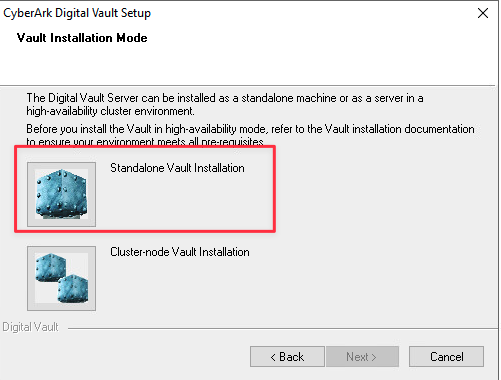 CyberArk Digital Vault Setup
Vault Installation Mode
The Digital Vault Server can be installed as a standalone machine or as a server in a
high-availability cluster environment.
Before you install the Vault in high-availability mode, refer to the Vault installation documentation
to ensure your environment meets all pre-requisites.
Standalone Vault Installation
Cluster-node Vault Installation
Digital Vault
< Back
Next >
Cancel